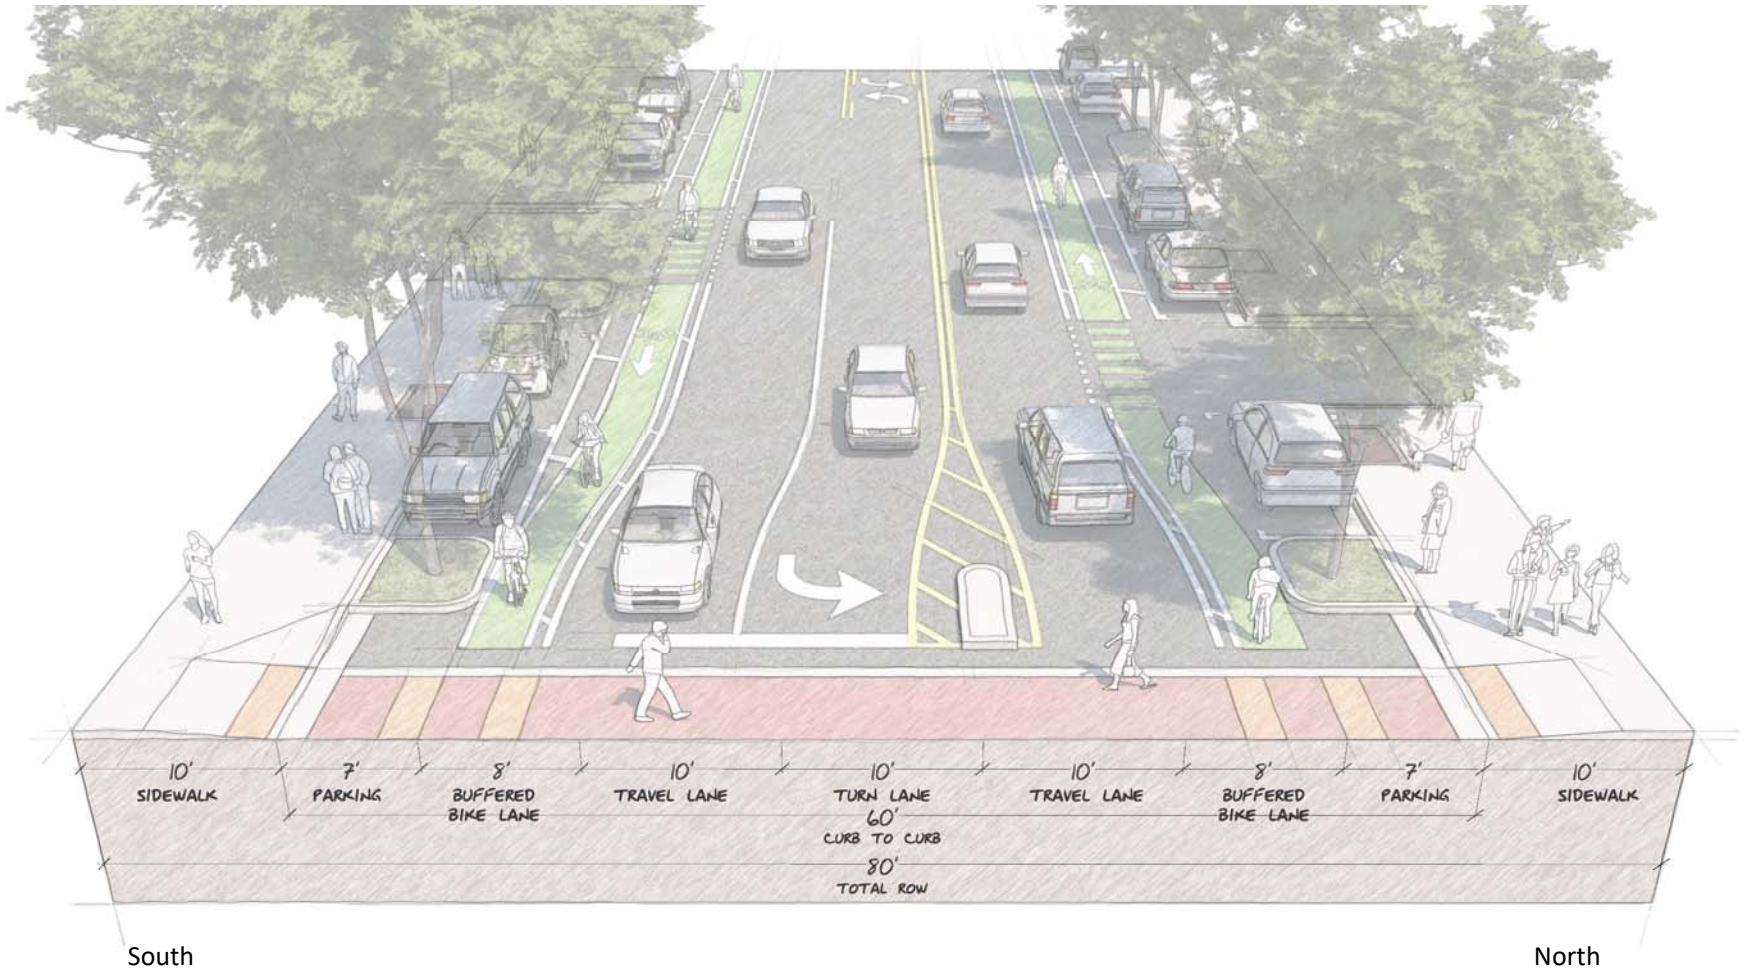 10' 7' 8' 10' 10' 10' 8' 7' 10'
SIDEWALK PARKING BUFFERED TRAVEL LANE TURN LANE TRAVEL LANE BUFFERED PARKING SIDEWALK
BIKE LANE BIKE LANE
60'
CURB TO CURB
80'
TOTAL ROW
South North